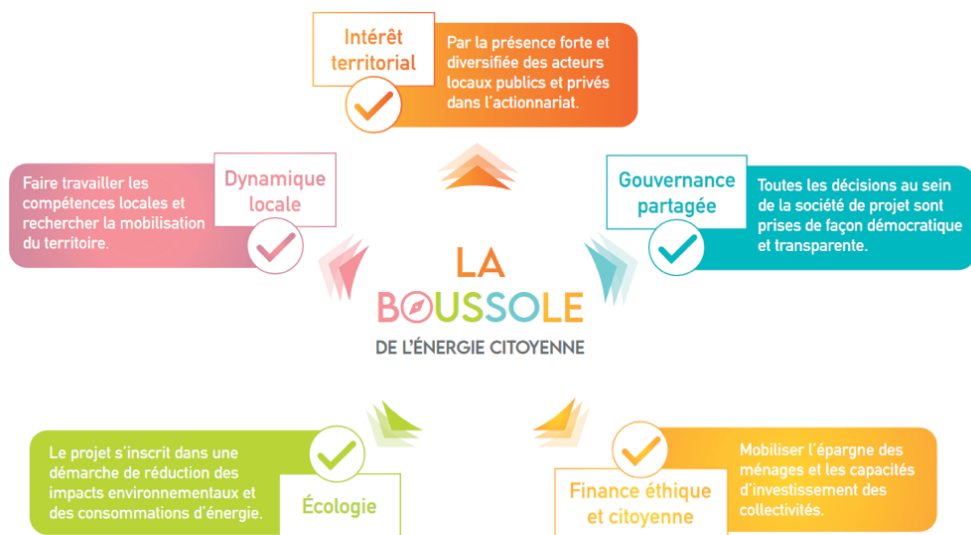 Intérêt
territorial
Par la présence forte et
diversifiée des acteurs
locaux publics et privés
dans l'actionnariat.
Faire travailler les
compétences locales et
rechercher la mobilisation
du territoire.
Dynamique
locale
Gouvernance
partagée
Toutes les décisions au sein
de la société de projet sont
prises de façon démocratique
et transparente.
LA
BOUSSOLE
DE L'ÉNERGIE CITOYENNE
Le projet s'inscrit dans une
démarche de réduction des
impacts environnementaux et
des consommations d'énergie.
Écologie
Finance éthique
et citoyenne
Mobiliser l'épargne des
ménages et les capacités
d'investissement des
collectivités.